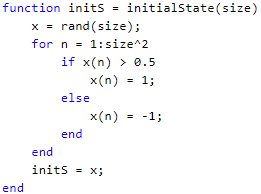 function initS = initialState(size)
    x = rand(size);
    for n = 1:size^2
        if x(n) > 0.5
            x(n) = 1;
        else
            x(n) = -1;
        end
    end
    initS = x;
end